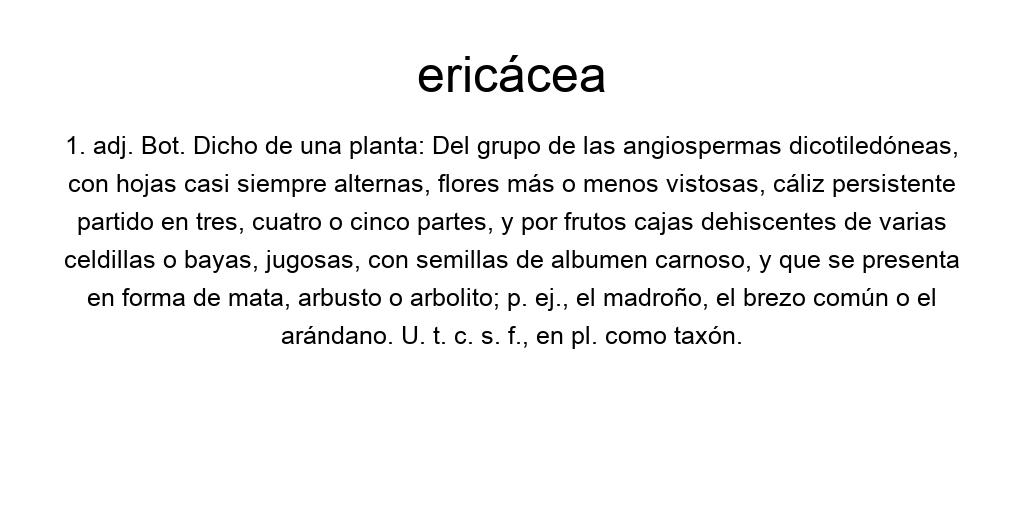 ericácea
1. adj. Bot. Dicho de una planta: Del grupo de las angiospermas dicotiledóneas,
con hojas casi siempre alternas, flores más o menos vistosas, cáliz persistente
partido en tres, cuatro o cinco partes, y por frutos cajas dehiscentes de varias
celdillas o bayas, jugosas, con semillas de albumen carnoso, y que se presenta
en forma de mata, arbusto o arbolito; p. ej., el madroño, el brezo común o el
arándano. U. t. c. s. f., en pl. como taxón.